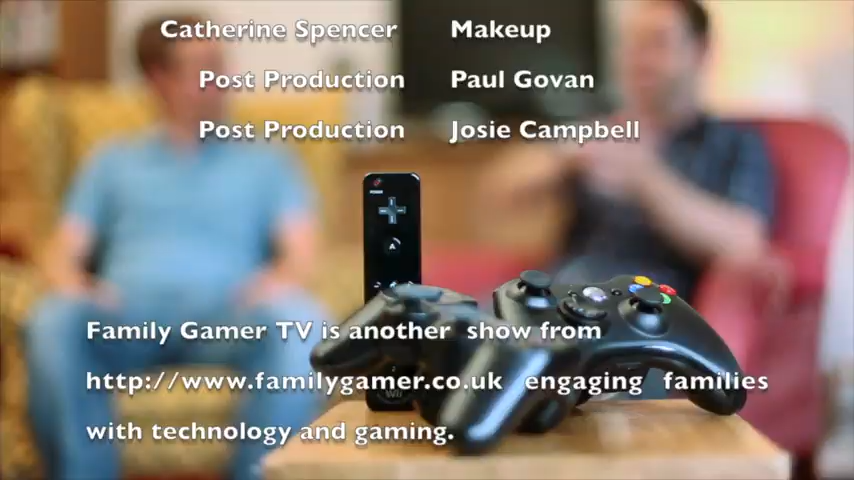 Catherine Spencer Makeup
Post Production Paul Govan
Post Production Josie Campbell
A
Family Gamer TV is another show from
http://www.familygamer.co.uk engaging families
Wii
with technology and gaming.